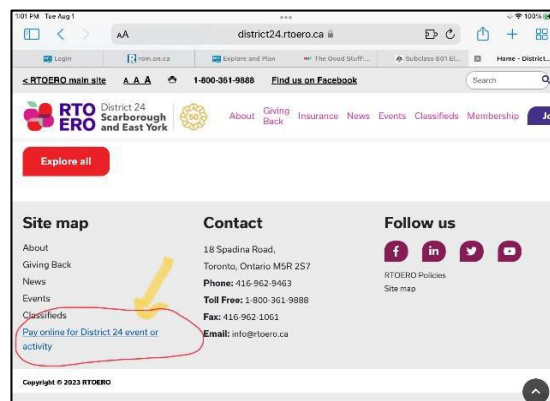 1:01 PM Tue Aug 1
100%
AA
district24.rtoero.ca
Login
rom.on.ca
Explore and Plan
The Good Stuff:...
Subclass 601 El...
Home - District...
< RTOERO main site
A A A
1-800-361-9888
Find us on Facebook
Search
RTO
ERO
District 24
Scarborough
and East York
50
About
Giving
Back
Insurance
News
Events
Classifieds
Membership
Jo
Explore all
Site map
About
Giving Back
News
Events
Classifieds
Pay online for District 24 event or
activity
Contact
18 Spadina Road,
Toronto, Ontario M5R 2S7
Phone: 416-962-9463
Toll Free: 1-800-361-9888
Fax: 416-962-1061
Email: info@rtoero.ca
Follow us
f
in
RTOERO Policies
Site map
Copyright © 2023 RTOERO